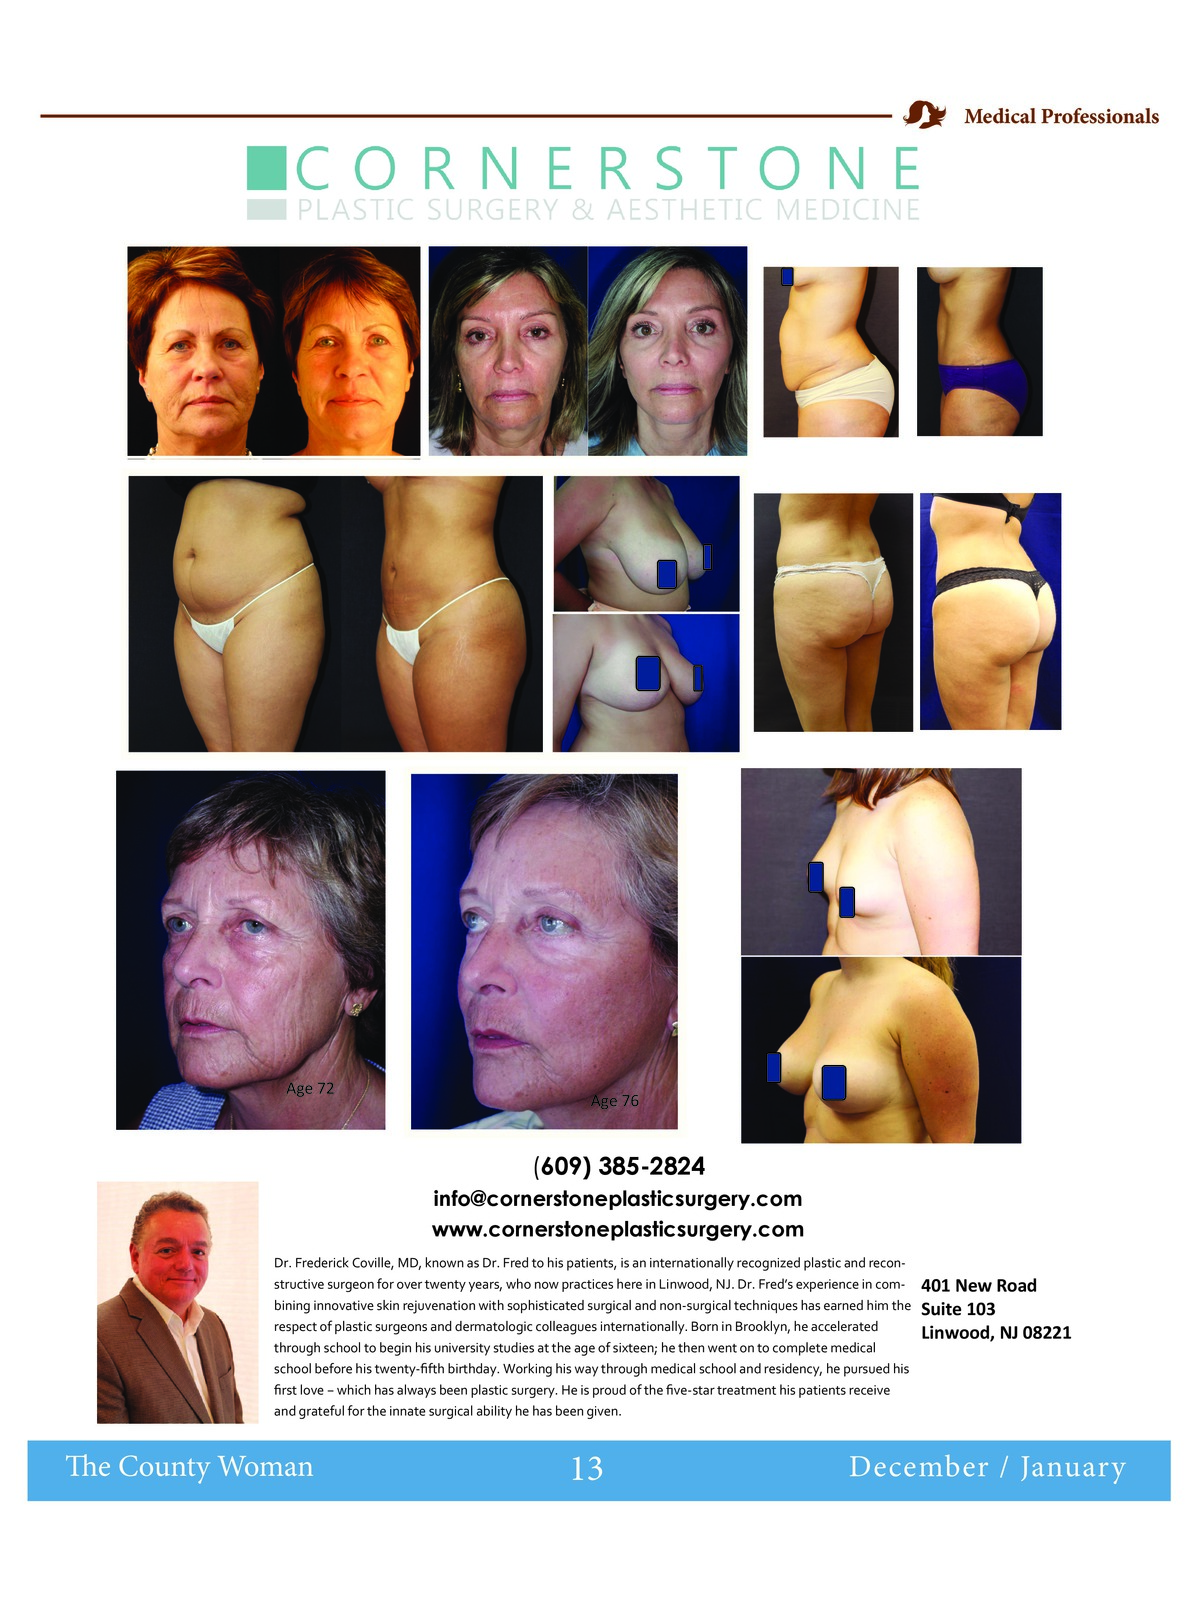 Medical Professionals
CORNERSTONE
PLASTIC SURGERY & AESTHETIC MEDICINE
Age 72
Age 76
(609) 385-2824
info@cornerstoneplasticsurgery.com
www.cornerstoneplasticsurgery.com
Dr. Frederick Coville, MD, known as Dr. Fred to his patients, is an internationally recognized plastic and recon-
structive surgeon for over twenty years, who now practices here in Linwood, NJ. Dr. Fred's experience in com-
bining innovative skin rejuvenation with sophisticated surgical and non-surgical techniques has earned him the
respect of plastic surgeons and dermatologic colleagues internationally. Born in Brooklyn, he accelerated
through school to begin his university studies at the age of sixteen; he then went on to complete medical
school before his twenty-fifth birthday. Working his way through medical school and residency, he pursued his
first love – which has always been plastic surgery. He is proud of the five-star treatment his patients receive
and grateful for the innate surgical ability he has been given.
401 New Road
Suite 103
Linwood, NJ 08221
The County Woman
13
December / January